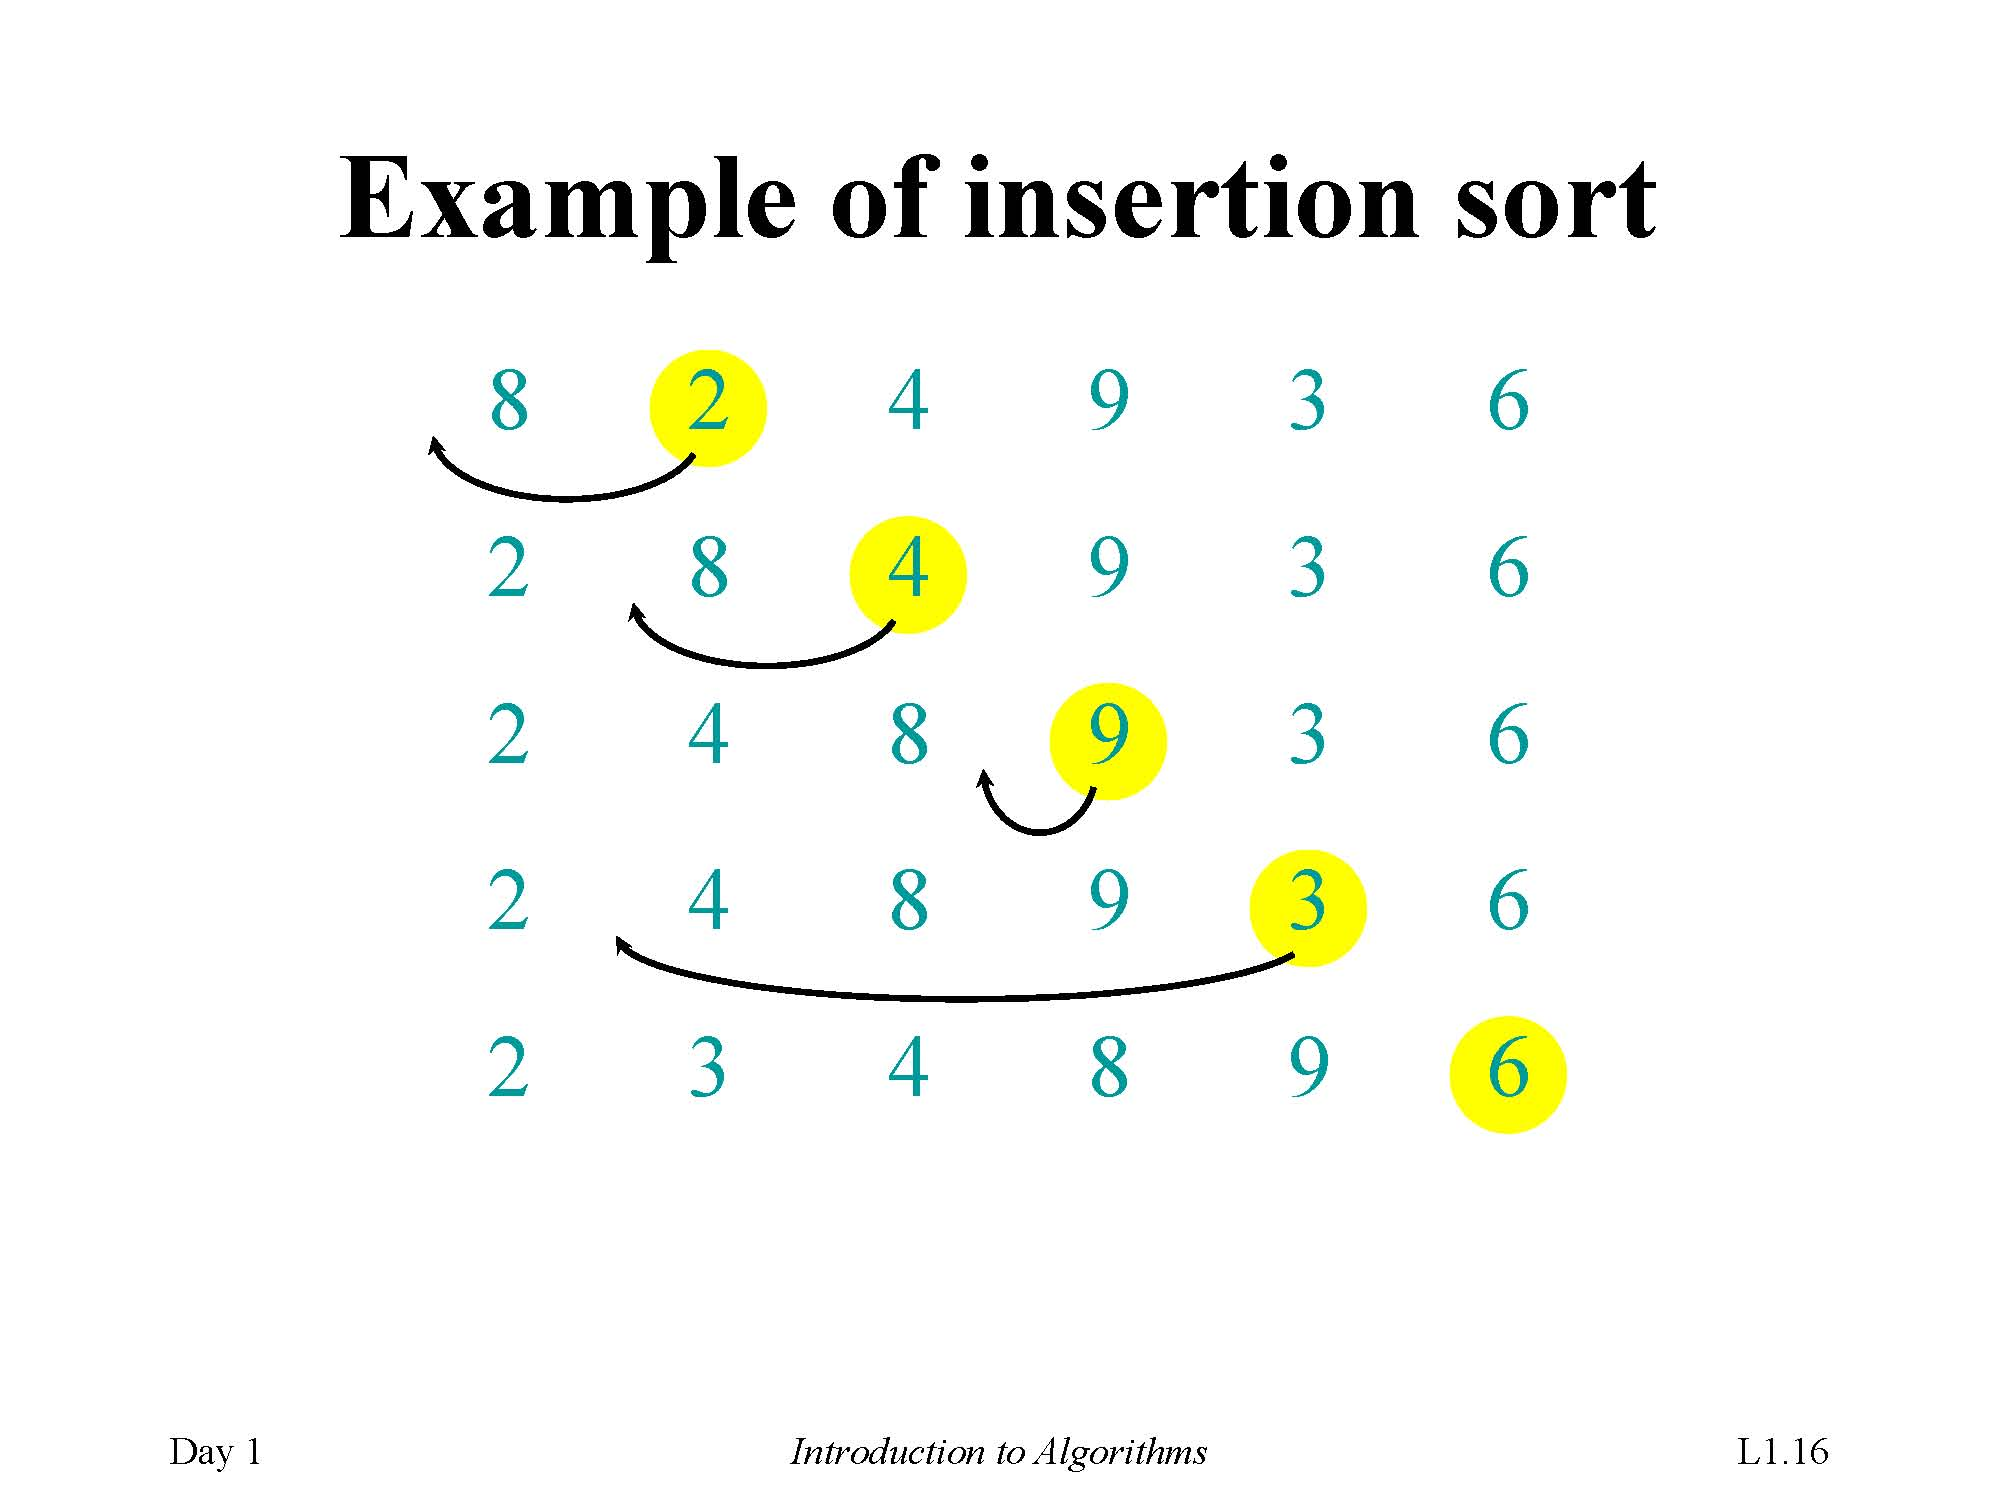 Example of insertion sort
8 2 4 9 3 6
2 8 4 9 3 6
2 4 8 9 3 6
2 4 8 9 3 6
2 3 4 8 9 6
Day 1 Introduction to Algorithms L1.16